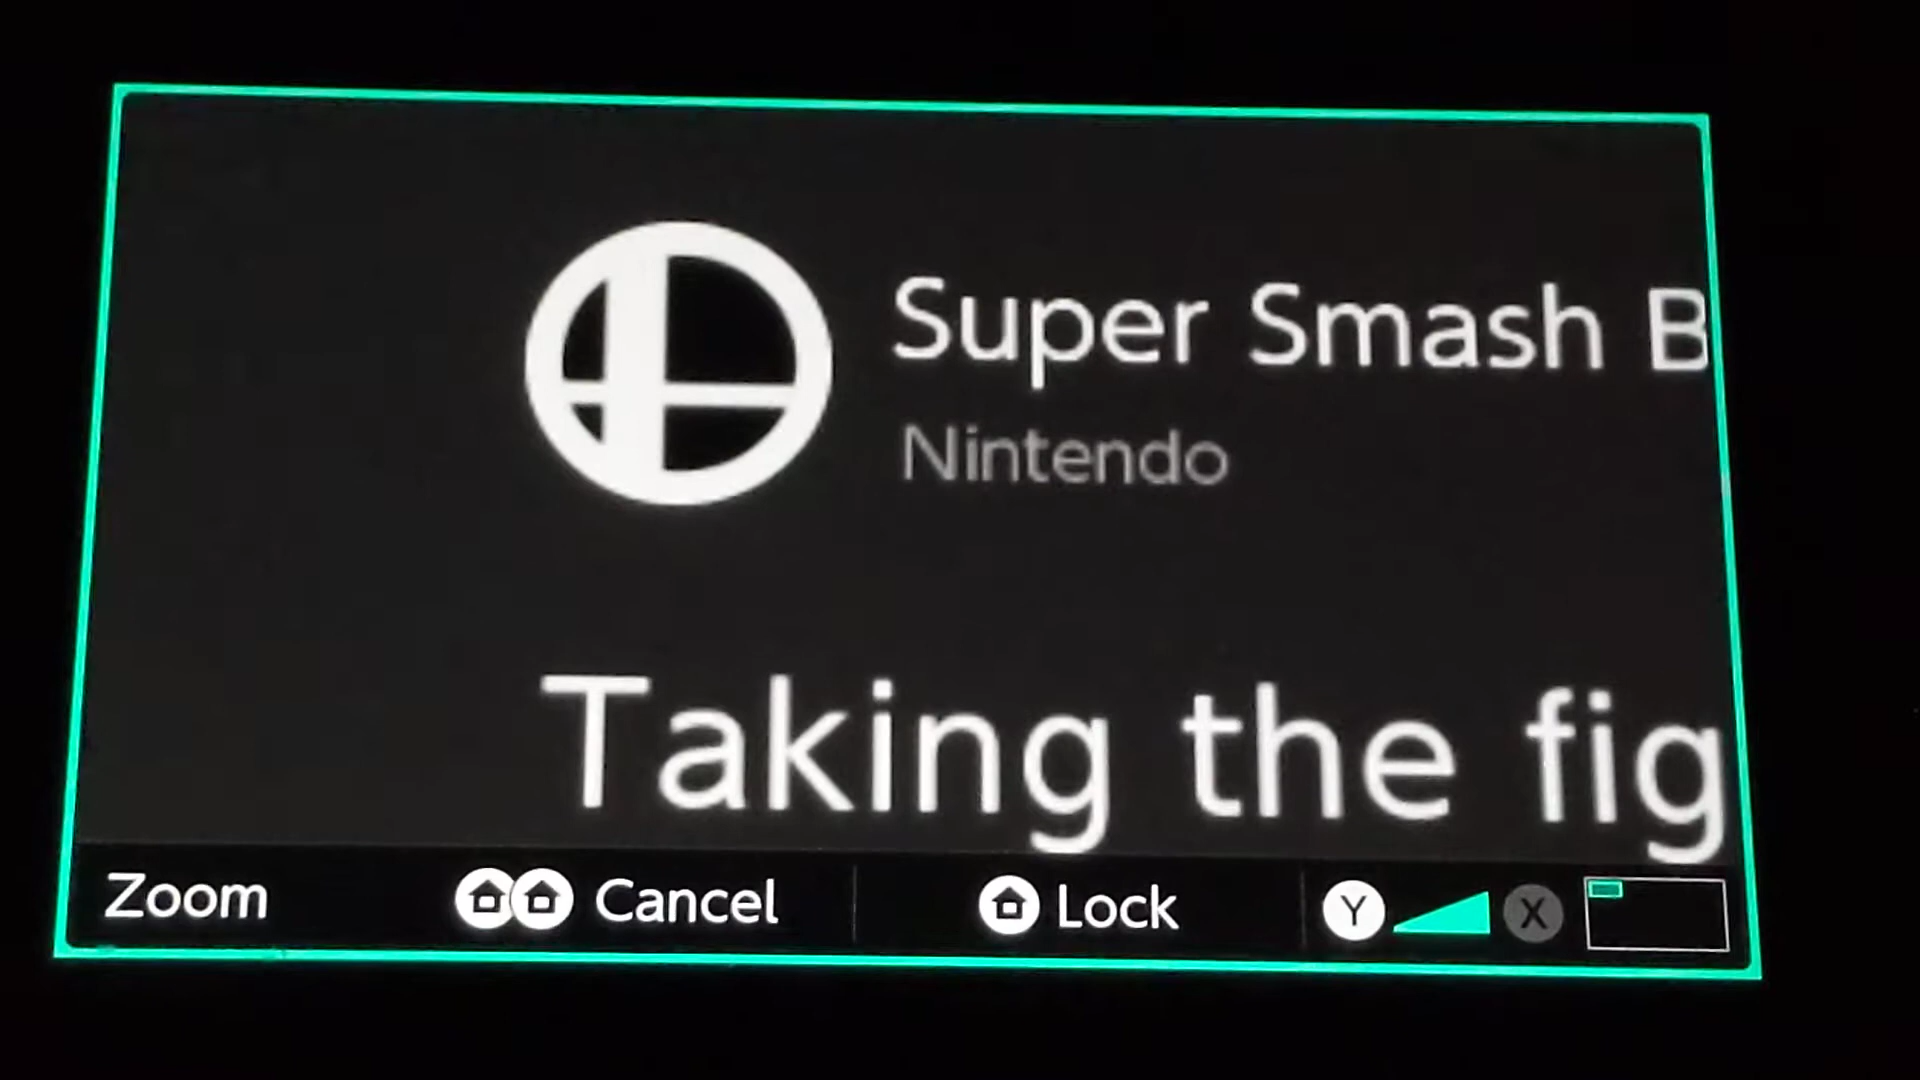 Super Smash B
Nintendo
Taking the fig
Zoom
Cancel
Lock
Y
X